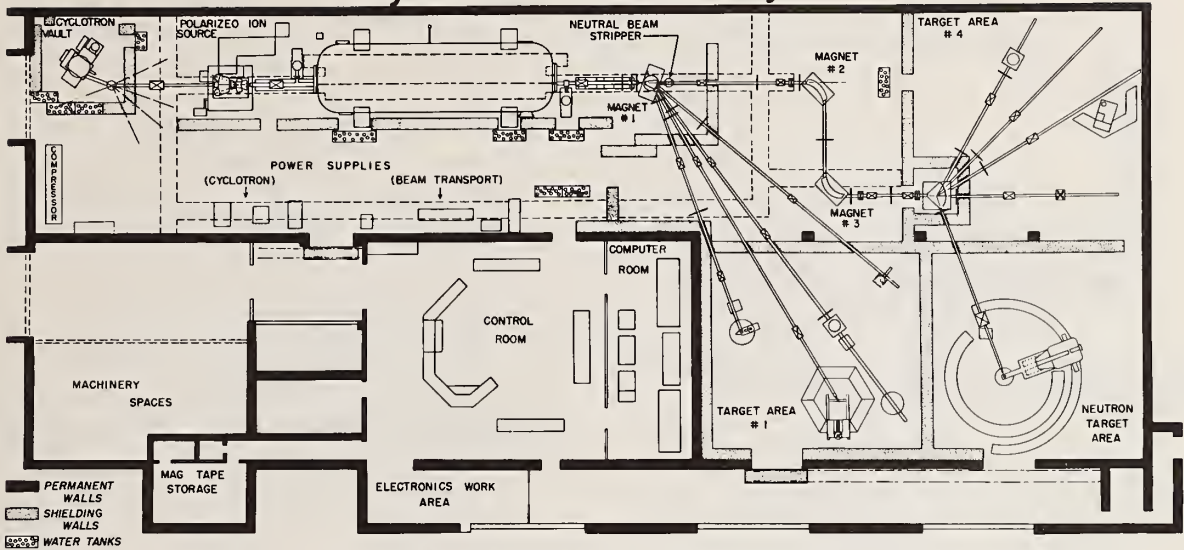 CYCLOTRON
VAULT
POLARIZED ION
SOURCE
NEUTRAL BEAM
STRIPPER
TARGET AREA
# 4
MAGNET
# 2
MAGNET
# 1
COMPRESSOR
POWER SUPPLIES
(CYCLOTRON)
(BEAM TRANSPORT)
MAGNET
# 3
COMPUTER
ROOM
CONTROL
ROOM
MACHINERY
SPACES
TARGET AREA
# 1
NEUTRON
TARGET
AREA
MAG TAPE
STORAGE
ELECTRONICS WORK
AREA
PERMANENT
WALLS
SHIELDING
WALLS
WATER TANKS